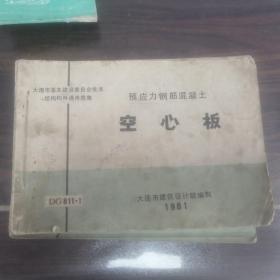 大连市基本建设委员会批准
结构构件通用图集
预应力钢筋混凝土
空心板
DG811-1
大连市建筑设计院编制
1981